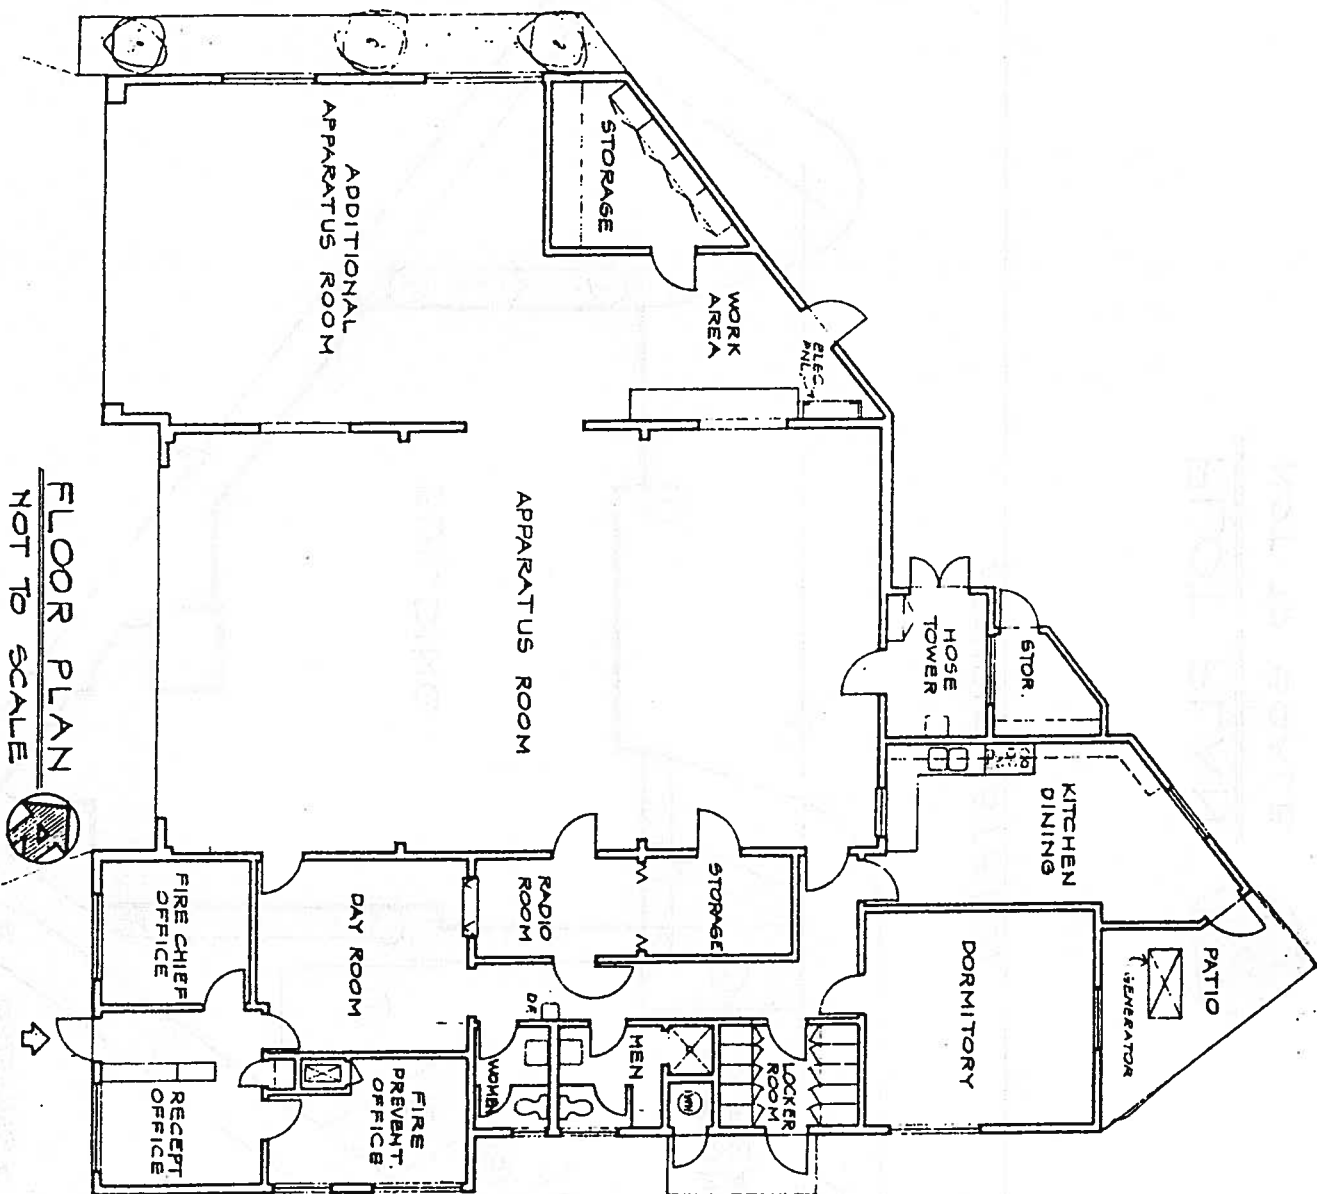 STORAGE
ADDITIONAL
APPARATUS ROOM
WORK
AREA
ELEC
PNL.
APPARATUS ROOM
HOSE
TOWER
STOR.
KITCHEN
DINING
PATIO
GENERATOR
DORMITORY
STORAGE
RADIO
ROOM
DAY ROOM
FIRE CHIEF
OFFICE
DF
MEN
WOMEN
LOCKER
ROOM
WH
FIRE
PREVENT.
OFFICE
RECEPT
OFFICE
FLOOR PLAN
NOT TO SCALE